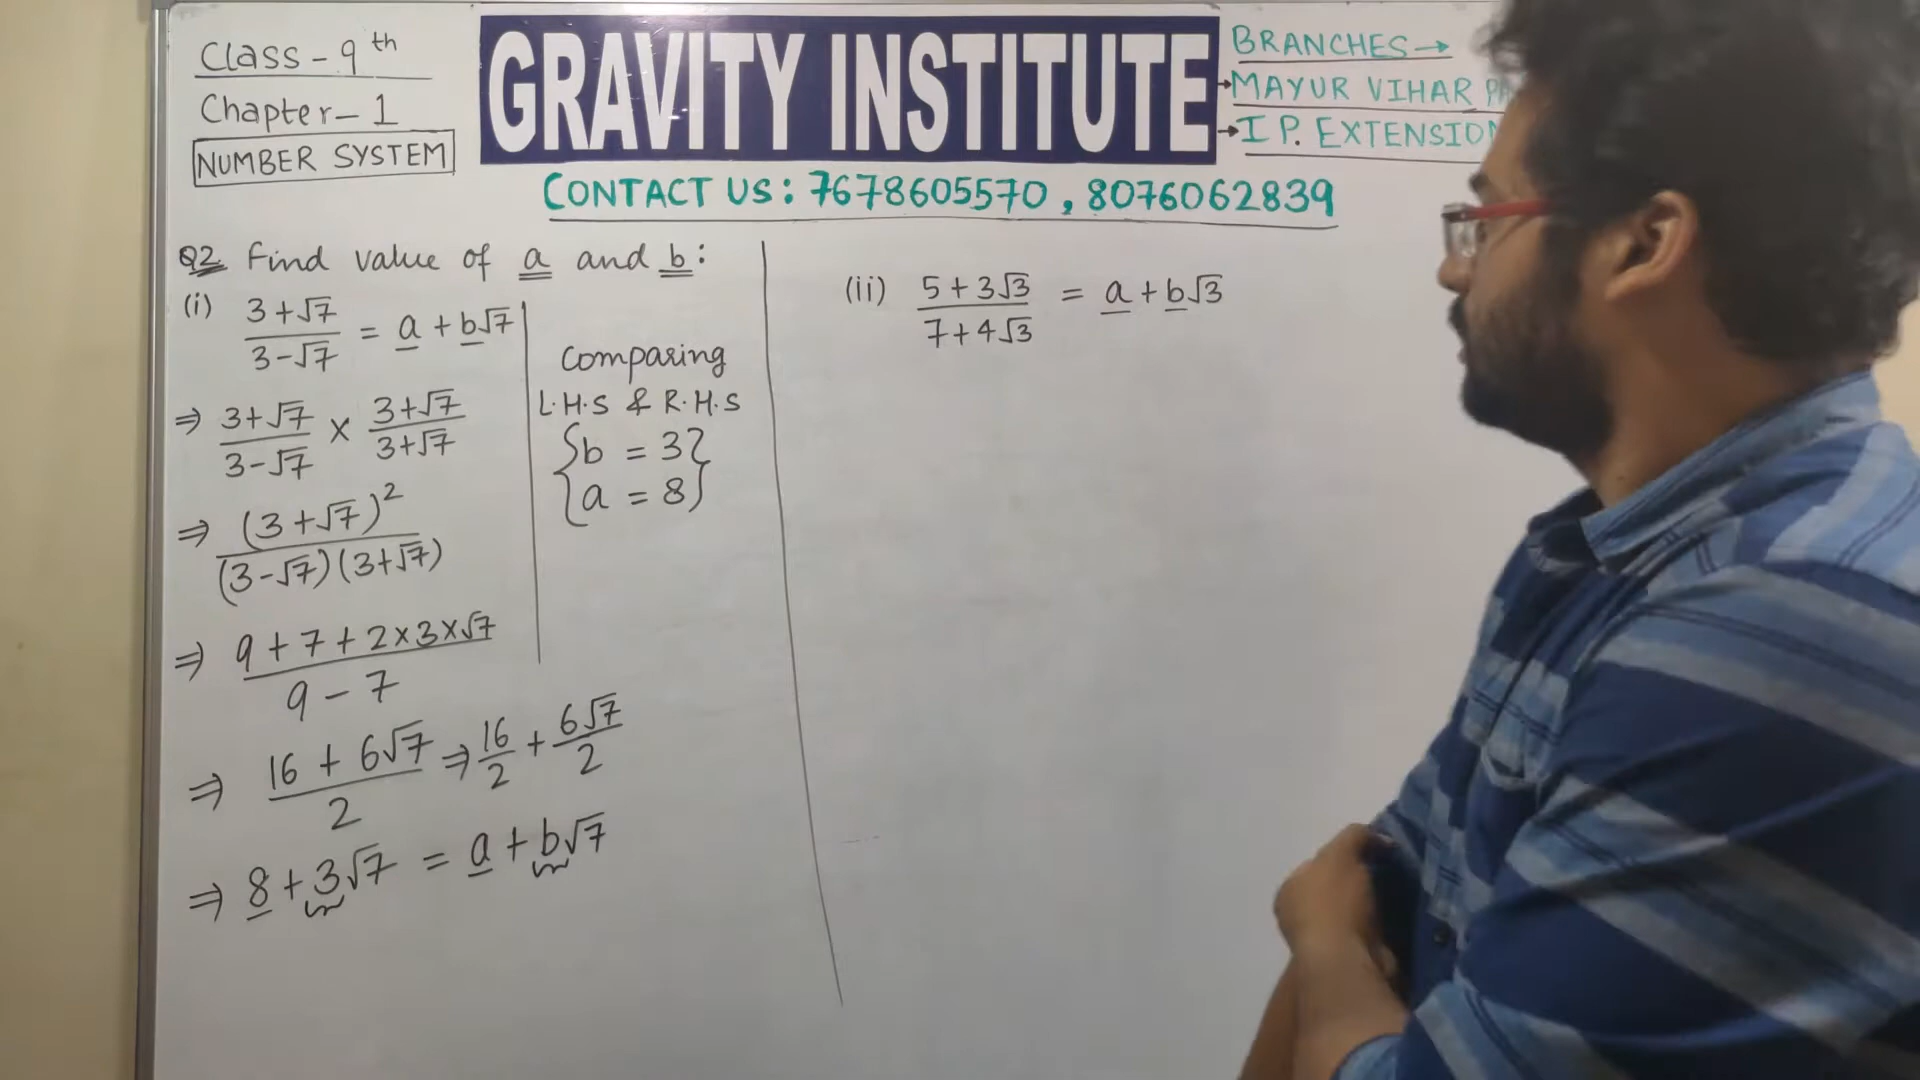 Class - 9th
Chapter - 1
NUMBER SYSTEM
GRAVITY INSTITUTE
BRANCHES →
→ MAYUR VIHAR
→ I P. EXTENSION
CONTACT US : 7678605570 , 8076062839
Q2 Find value of a and b :
(i) (3+√7)/(3-√7) = a + b√7
⇒ (3+√7)/(3-√7) × (3+√7)/(3+√7)
⇒ (3+√7)²/((3-√7)(3+√7))
⇒ (9 + 7 + 2×3×√7)/(9 - 7)
⇒ (16 + 6√7)/2 ⇒ 16/2 + 6√7/2
⇒ 8 + 3√7 = a + b√7
Comparing
L.H.S & R.H.S
{b = 3}
{a = 8}
(ii) (5 + 3√3)/(7 + 4√3) = a + b√3